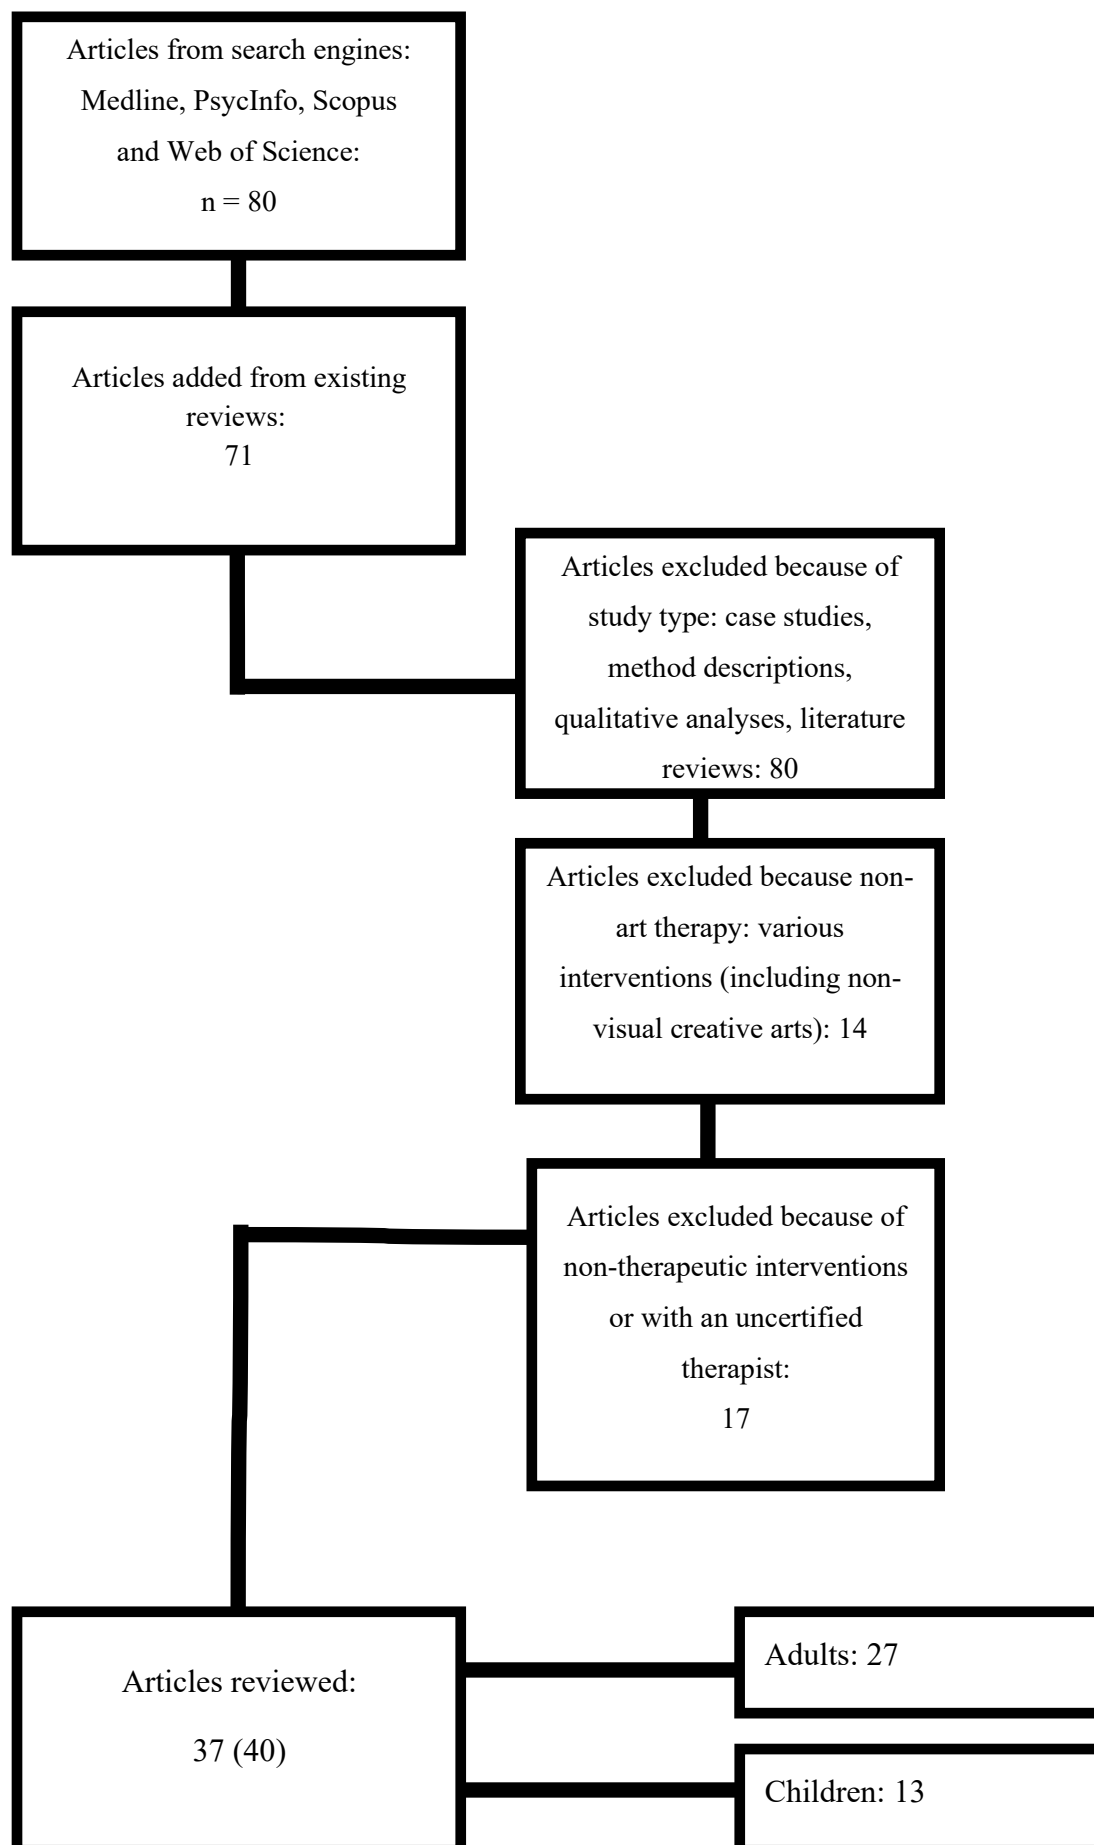 Articles from search engines:
Medline, PsycInfo, Scopus
and Web of Science:
n = 80
Articles added from existing
reviews:
71
Articles excluded because of
study type: case studies,
method descriptions,
qualitative analyses, literature
reviews: 80
Articles excluded because non-
art therapy: various
interventions (including non-
visual creative arts): 14
Articles excluded because of
non-therapeutic interventions
or with an uncertified
therapist:
17
Articles reviewed:
37 (40)
Adults: 27
Children: 13